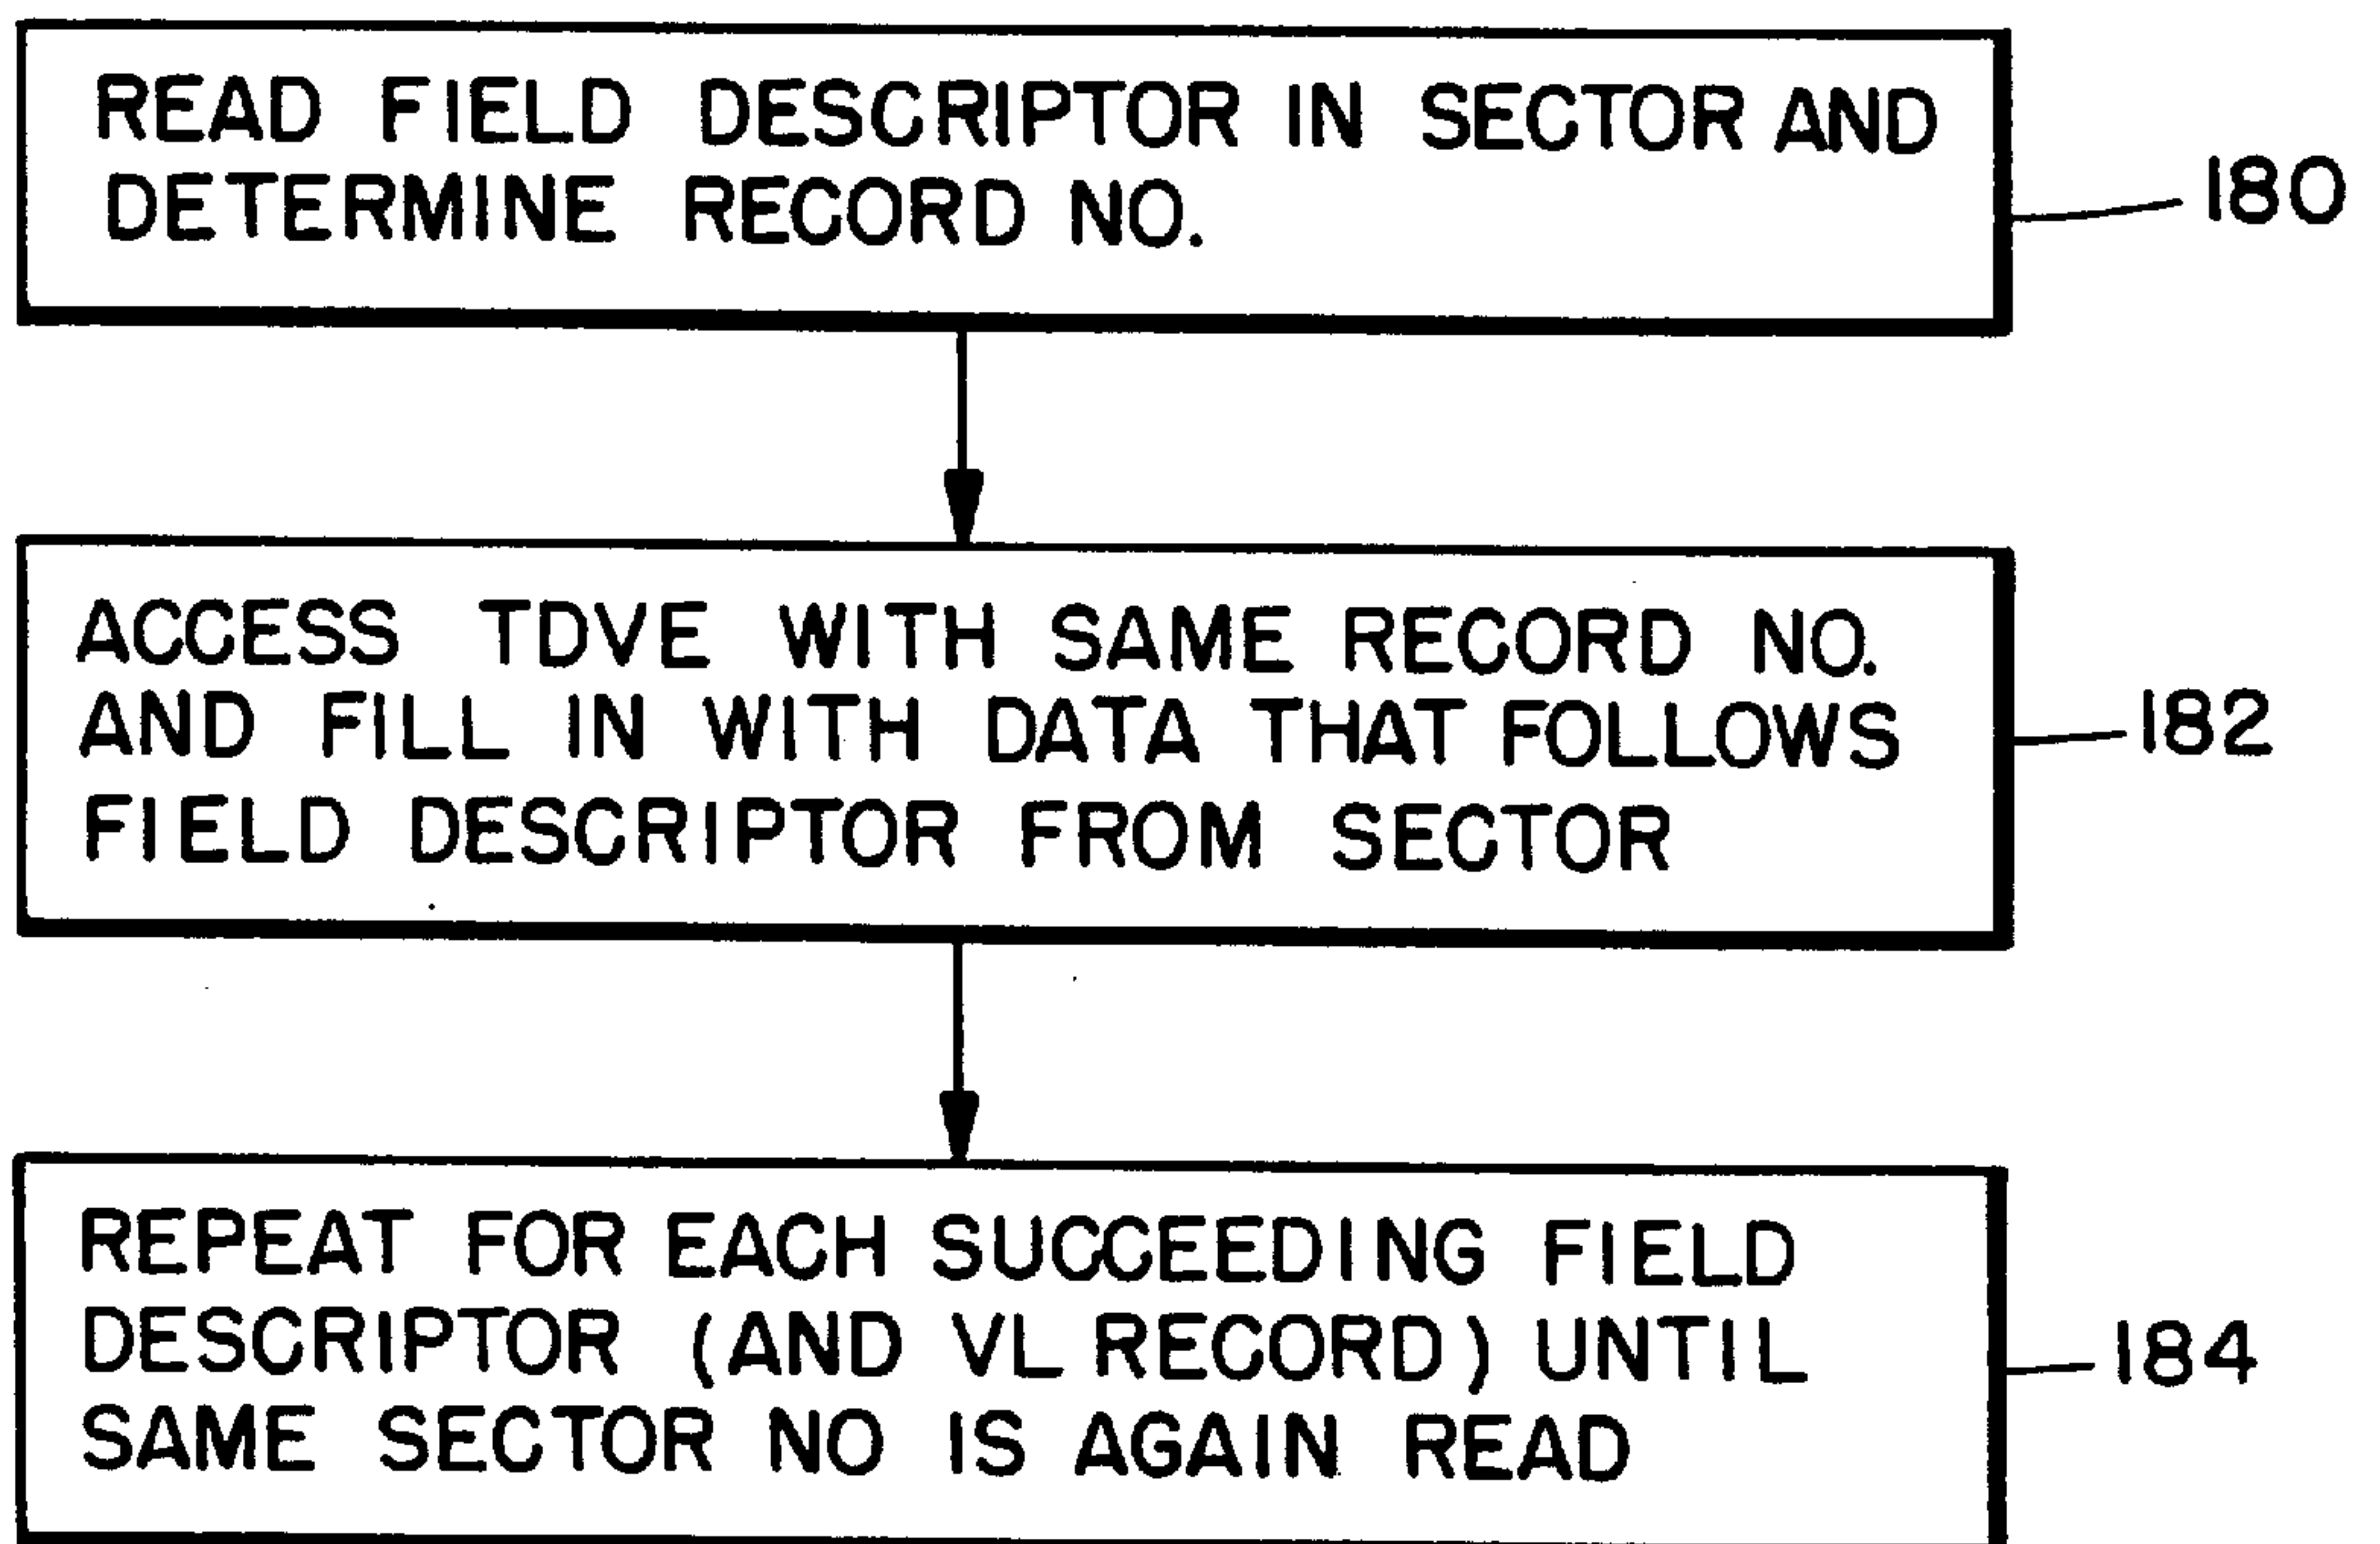 READ FIELD DESCRIPTOR IN SECTOR AND
DETERMINE RECORD NO.
180
ACCESS TDVE WITH SAME RECORD NO.
AND FILL IN WITH DATA THAT FOLLOWS
FIELD DESCRIPTOR FROM SECTOR
182
REPEAT FOR EACH SUCCEEDING FIELD
DESCRIPTOR (AND VL RECORD) UNTIL
SAME SECTOR NO IS AGAIN READ
184